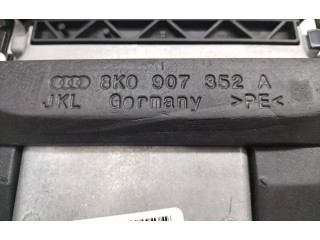 8K0 907 352 A
JKL Germany >PE<